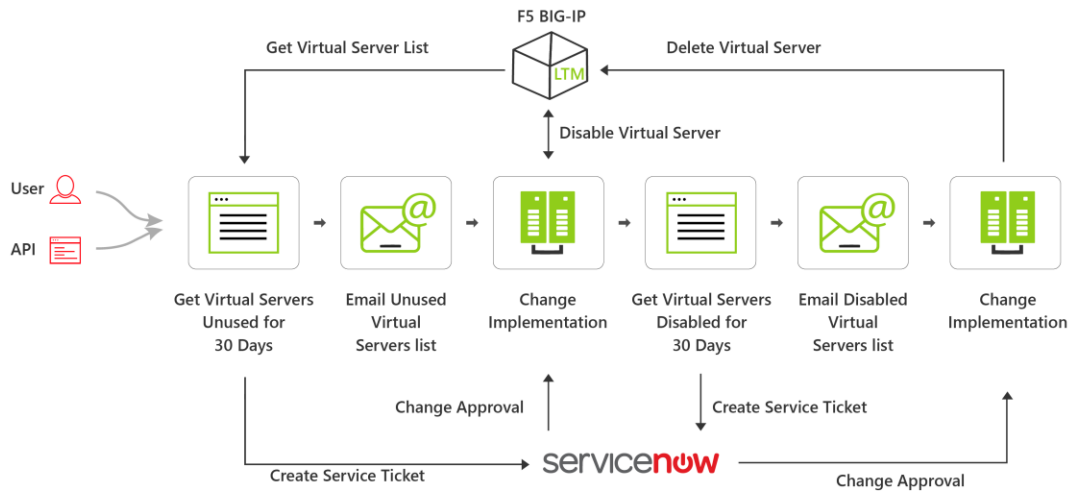 F5 BIG-IP
Get Virtual Server List
Delete Virtual Server
LTM
Disable Virtual Server
User
API
@
@
Get Virtual Servers
Unused for
30 Days
Email Unused
Virtual
Servers list
Change
Implementation
Get Virtual Servers
Disabled for
30 Days
Email Disabled
Virtual
Servers list
Change
Implementation
Change Approval
Create Service Ticket
servicenow
Create Service Ticket
Change Approval